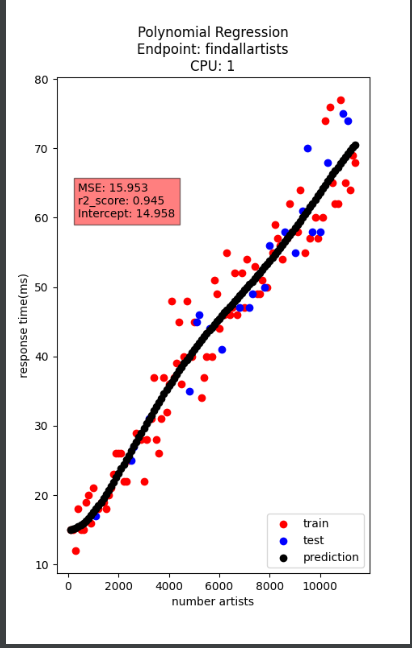 Polynomial Regression
Endpoint: findallartists
CPU: 1
80
70
60
50
40
30
20
10
response time(ms)
MSE: 15.953
r2_score: 0.945
Intercept: 14.958
train
test
prediction
0 2000 4000 6000 8000 10000
number artists